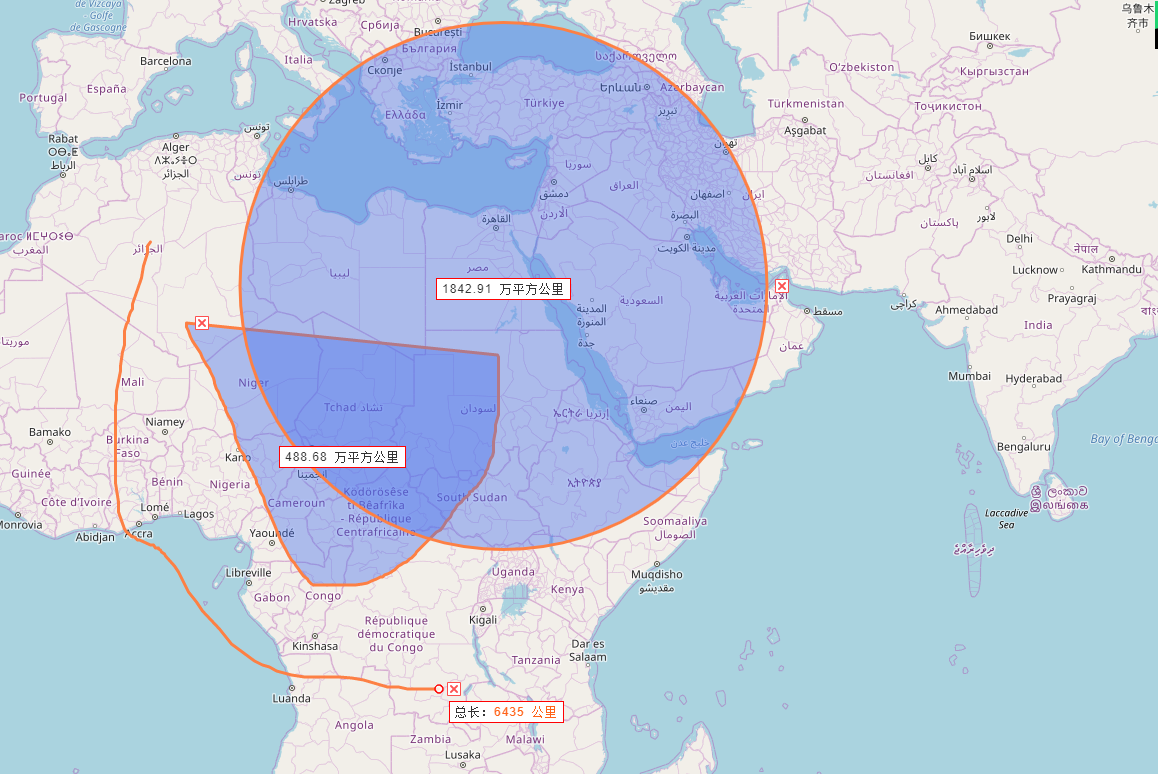 de Vizcaya
Golfe
de Gascogne
Zagreb
Hrvatska
Србија
București
乌鲁木
齐市
Бишкек
България
Italia
Скопје
İstanbul
საქართველო
Barcelona
Portugal
España
Ελλάδα
İzmir
Türkiye
Երևան
Azərbaycan
تبریز
O'zbekiston
Кыргызстан
Türkmenistan
Тоҷикистон
Aşgabat
Rabat
ⵔⴱⴰⵟ
الرباط
Alger
الجزائر
تونس
تونس
طرابلس
سوريا
دمشق
العراق
تهران
اصفهان
ایران
کابل
افغانستان
اسلام آباد
لاہور
پاکستان
Maroc ⵍⵎⵖⵔⵉⴱ
المغرب
الجزائر
ليبيا
القاهرة
الأردن
البصرة
مدينة الكويت
مصر
1842.91 万平方公里
السعودية
المدينة
المنورة
جدة
الإمارات العربية
المتحدة
مسقط
عمان
کراچی
Delhi
नेपाल
Lucknow
Kathmandu
Prayagraj
Ahmedabad
India
Mumbai
Hyderabad
Bay of Beng
Bengaluru
ශ්‍රී ලංකාව
இலங்கை
Laccadive
Sea
ދިވެހިރާއްޖެ
موريتان
Mali
Niger
Tchad تشاد
السودان
صنعاء
اليمن
خليج عدن
ኤርትራ إرتريا
ኢትዮጵያ
Bamako
Niamey
Burkina
Faso
Kano
488.68 万平方公里
انجمينا
Guinée
Bénin
Nigeria
Côte d'Ivoire
Lomé
Lagos
Monrovia
Abidjan
Accra
Cameroun
Yaoundé
Ködörösêse
tî Bêafrîka
- République
Centrafricaine
South Sudan
Soomaaliya
الصومال
Muqdisho
مقديشو
Libreville
Gabon
Congo
Uganda
Kenya
Kigali
République
démocratique
du Congo
Kinshasa
Tanzania
Dar es
Salaam
Luanda
总长：6435 公里
Angola
Zambia
Malawi
Lusaka